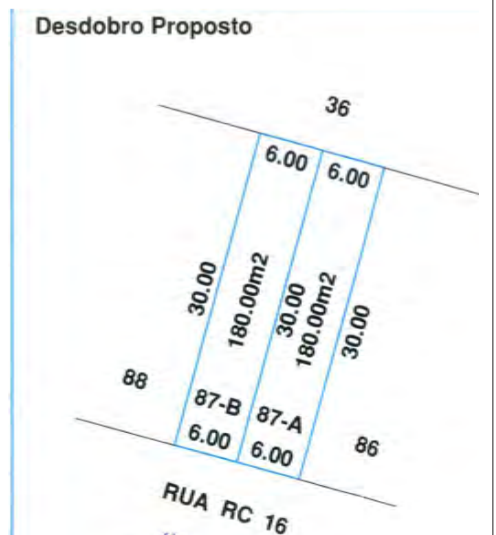 Desdobro Proposto
36
6.00 6.00
30.00 180.00m2 30.00 180.00m2 30.00
88 87-B 87-A 86
6.00 6.00
RUA RC 16